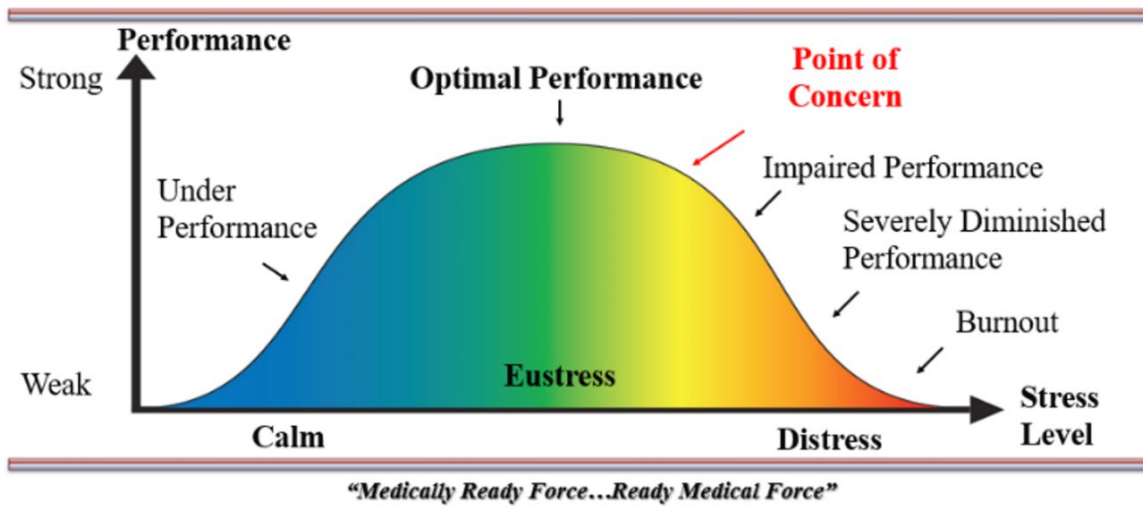 Performance
Strong
Optimal Performance
Point of
Concern
Under
Performance
Impaired Performance
Severely Diminished
Performance
Burnout
Weak
Eustress
Calm
Distress
Stress
Level
“Medically Ready Force…Ready Medical Force”